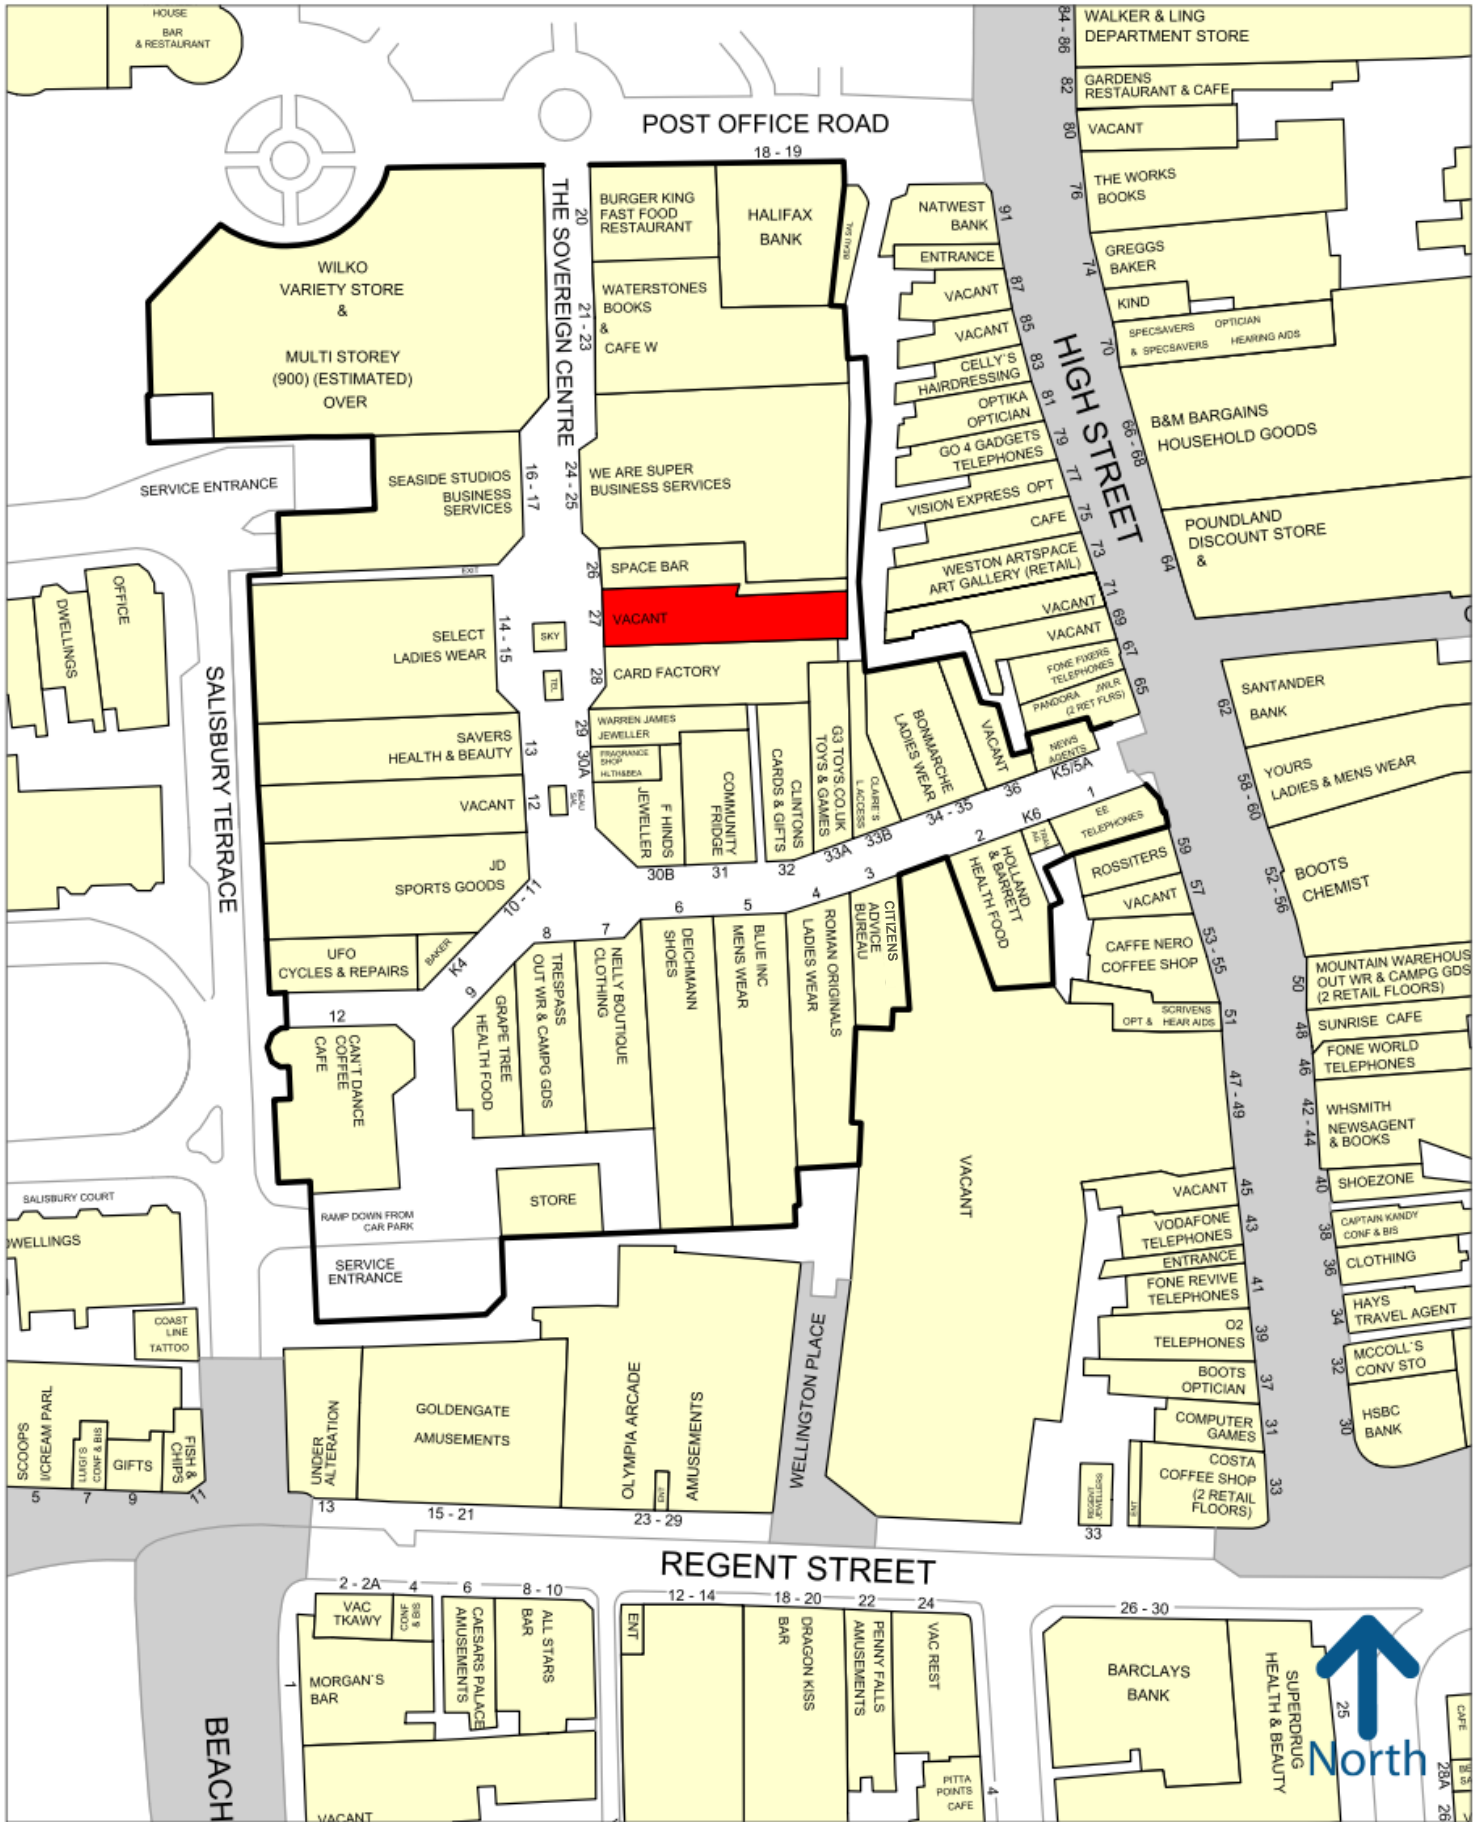 HOUSE
BAR
& RESTAURANT
POST OFFICE ROAD
18 - 19
THE SOVEREIGN CENTRE
WILKO
VARIETY STORE
&
MULTI STOREY
(900) (ESTIMATED)
OVER
20
BURGER KING
FAST FOOD
RESTAURANT
HALIFAX
BANK
BEAU SAL
21 - 23
WATERSTONES
BOOKS
&
CAFE W
SERVICE ENTRANCE
SEASIDE STUDIOS
BUSINESS
SERVICES
16 - 17
24 - 25
WE ARE SUPER
BUSINESS SERVICES
EXIT
26
SPACE BAR
27
VACANT
SELECT
LADIES WEAR
14 - 15
SKY
TEL
28
CARD FACTORY
SAVERS
HEALTH & BEAUTY
13
29
WARREN JAMES
JEWELLER
30A
FRAGRANCE
SHOP
HLTH&BEA
VACANT
12
BEAU
SAL
F HINDS
JEWELLER
30B
COMMUNITY
FRIDGE
31
CLINTONS
CARDS & GIFTS
32
G3 TOYS.CO.UK
TOYS & GAMES
33A
CLAIRE'S
L ACCESS
33B
BONMARCHE
LADIES WEAR
34 - 35
VACANT
36
NEWS
AGENTS
K5/5A
JD
SPORTS GOODS
10 - 11
UFO
CYCLES & REPAIRS
BAKER
K4
12
CAN'T DANCE
COFFEE
CAFE
9
GRAPE TREE
HEALTH FOOD
8
TRESPASS
OUT WR & CAMPG GDS
7
NELLY BOUTIQUE
CLOTHING
6
DEICHMANN
SHOES
5
BLUE INC
MENS WEAR
4
ROMAN ORIGINALS
LADIES WEAR
3
CITIZENS
ADVICE
BUREAU
2
HOLLAND
& BARRETT
HEALTH FOOD
K6
TRAV
AG
1
EE
TELEPHONES
STORE
RAMP DOWN FROM
CAR PARK
SERVICE
ENTRANCE
OFFICE
DWELLINGS
SALISBURY TERRACE
SALISBURY COURT
DWELLINGS
COAST
LINE
TATTOO
SCOOPS
I/CREAM PARL
5
LUIGI'S
CONF & BIS
7
GIFTS
9
FISH &
CHIPS
11
HIGH STREET
NATWEST
BANK
91
ENTRANCE
VACANT
87
VACANT
85
CELLY'S
HAIRDRESSING
83
OPTIKA
OPTICIAN
81
GO 4 GADGETS
TELEPHONES
79
VISION EXPRESS OPT
77
CAFE
75
WESTON ARTSPACE
ART GALLERY (RETAIL)
73
VACANT
71
VACANT
69
FONE FIXERS
TELEPHONES
67
PANDORA JWLR
(2 RET FLRS)
65
ROSSITERS
59
VACANT
57
CAFFE NERO
COFFEE SHOP
53 - 55
SCRIVENS
OPT & HEAR AIDS
51
VACANT
47 - 49
VACANT
45
VODAFONE
TELEPHONES
43
ENTRANCE
FONE REVIVE
TELEPHONES
41
O2
TELEPHONES
39
BOOTS
OPTICIAN
37
COMPUTER
GAMES
31
COSTA
COFFEE SHOP
(2 RETAIL
FLOORS)
33
ENT
REGENT
JEWELLERS
33
84 - 86
WALKER & LING
DEPARTMENT STORE
82
GARDENS
RESTAURANT & CAFE
80
VACANT
76
THE WORKS
BOOKS
74
GREGGS
BAKER
KIND
70
SPECSAVERS OPTICIAN
& SPECSAVERS HEARING AIDS
66 - 68
B&M BARGAINS
HOUSEHOLD GOODS
64
POUNDLAND
DISCOUNT STORE
&
62
SANTANDER
BANK
58 - 60
YOURS
LADIES & MENS WEAR
52 - 56
BOOTS
CHEMIST
50
MOUNTAIN WAREHOUS
OUT WR & CAMPG GDS
(2 RETAIL FLOORS)
48
SUNRISE CAFE
46
FONE WORLD
TELEPHONES
42 - 44
WHSMITH
NEWSAGENT
& BOOKS
40
SHOEZONE
38
CAPTAIN KANDY
CONF & BIS
36
CLOTHING
34
HAYS
TRAVEL AGENT
32
MCCOLL'S
CONV STO
30
HSBC
BANK
UNDER
ALTERATION
13
GOLDENGATE
AMUSEMENTS
15 - 21
OLYMPIA ARCADE
AMUSEMENTS
ENT
23 - 29
WELLINGTON PLACE
REGENT STREET
BEACH
2 - 2A
VAC
TKAWY
4
CONF
& BIS
6
CAESARS PALACE
AMUSEMENTS
8 - 10
ALL STARS
BAR
1
MORGAN'S
BAR
VACANT
ENT
12 - 14
18 - 20
DRAGON KISS
BAR
22
PENNY FALLS
AMUSEMENTS
24
VAC REST
PITTA
POINTS
CAFE
4
26 - 30
BARCLAYS
BANK
SUPERDRUG
HEALTH & BEAUTY
25
North
CAFE
28A
26